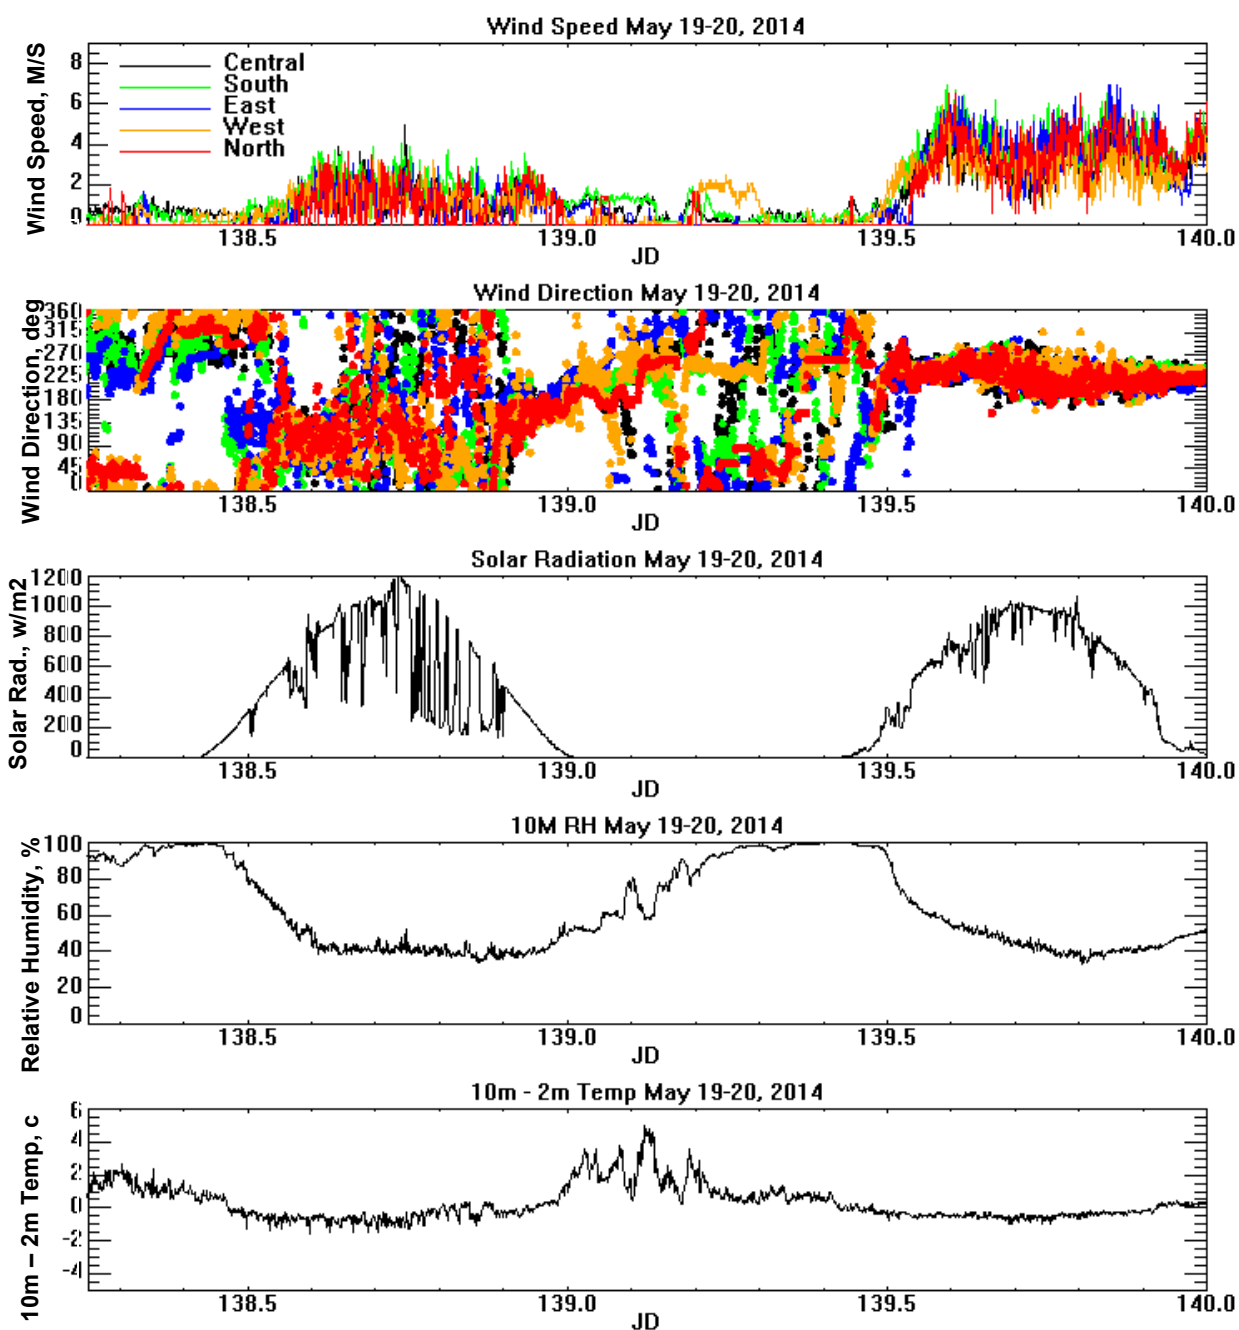 Wind Speed May 19-20, 2014
Wind Speed, M/S
8
6
4
2
0
Central
South
East
West
North
138.5 139.0 139.5 140.0
JD
Wind Direction May 19-20, 2014
Wind Direction, deg
360
315
270
225
180
135
90
45
0
138.5 139.0 139.5 140.0
JD
Solar Radiation May 19-20, 2014
Solar Rad., w/m2
1200
1000
800
600
400
200
0
138.5 139.0 139.5 140.0
JD
10M RH May 19-20, 2014
Relative Humidity, %
100
80
60
40
20
0
138.5 139.0 139.5 140.0
JD
10m - 2m Temp May 19-20, 2014
10m – 2m Temp, c
6
4
2
0
-2
-4
138.5 139.0 139.5 140.0
JD